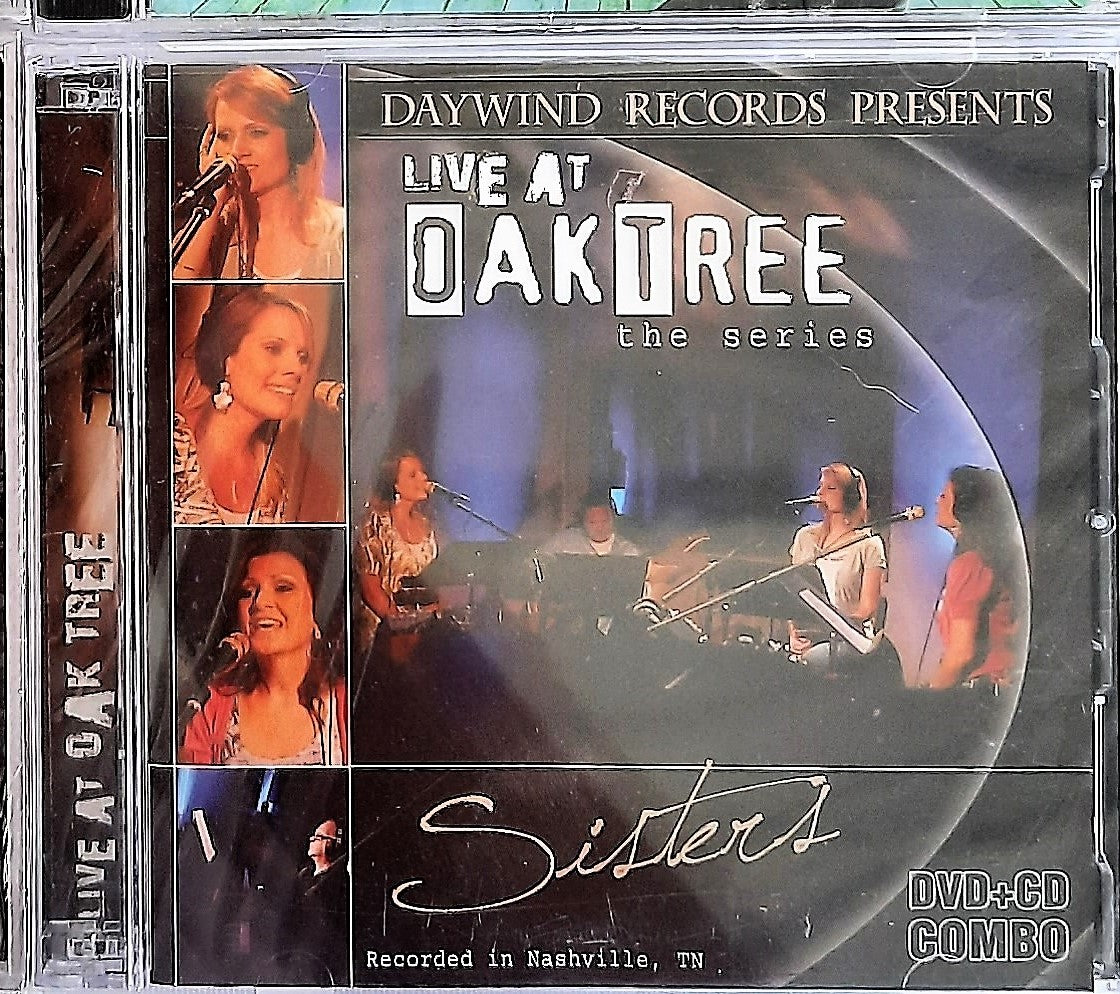 DAYWIND RECORDS PRESENTS
LIVE AT
OAKTREE
the series
LIVE AT OAK TREE
Sisters
DVD+CD
COMBO
Recorded in Nashville, TN